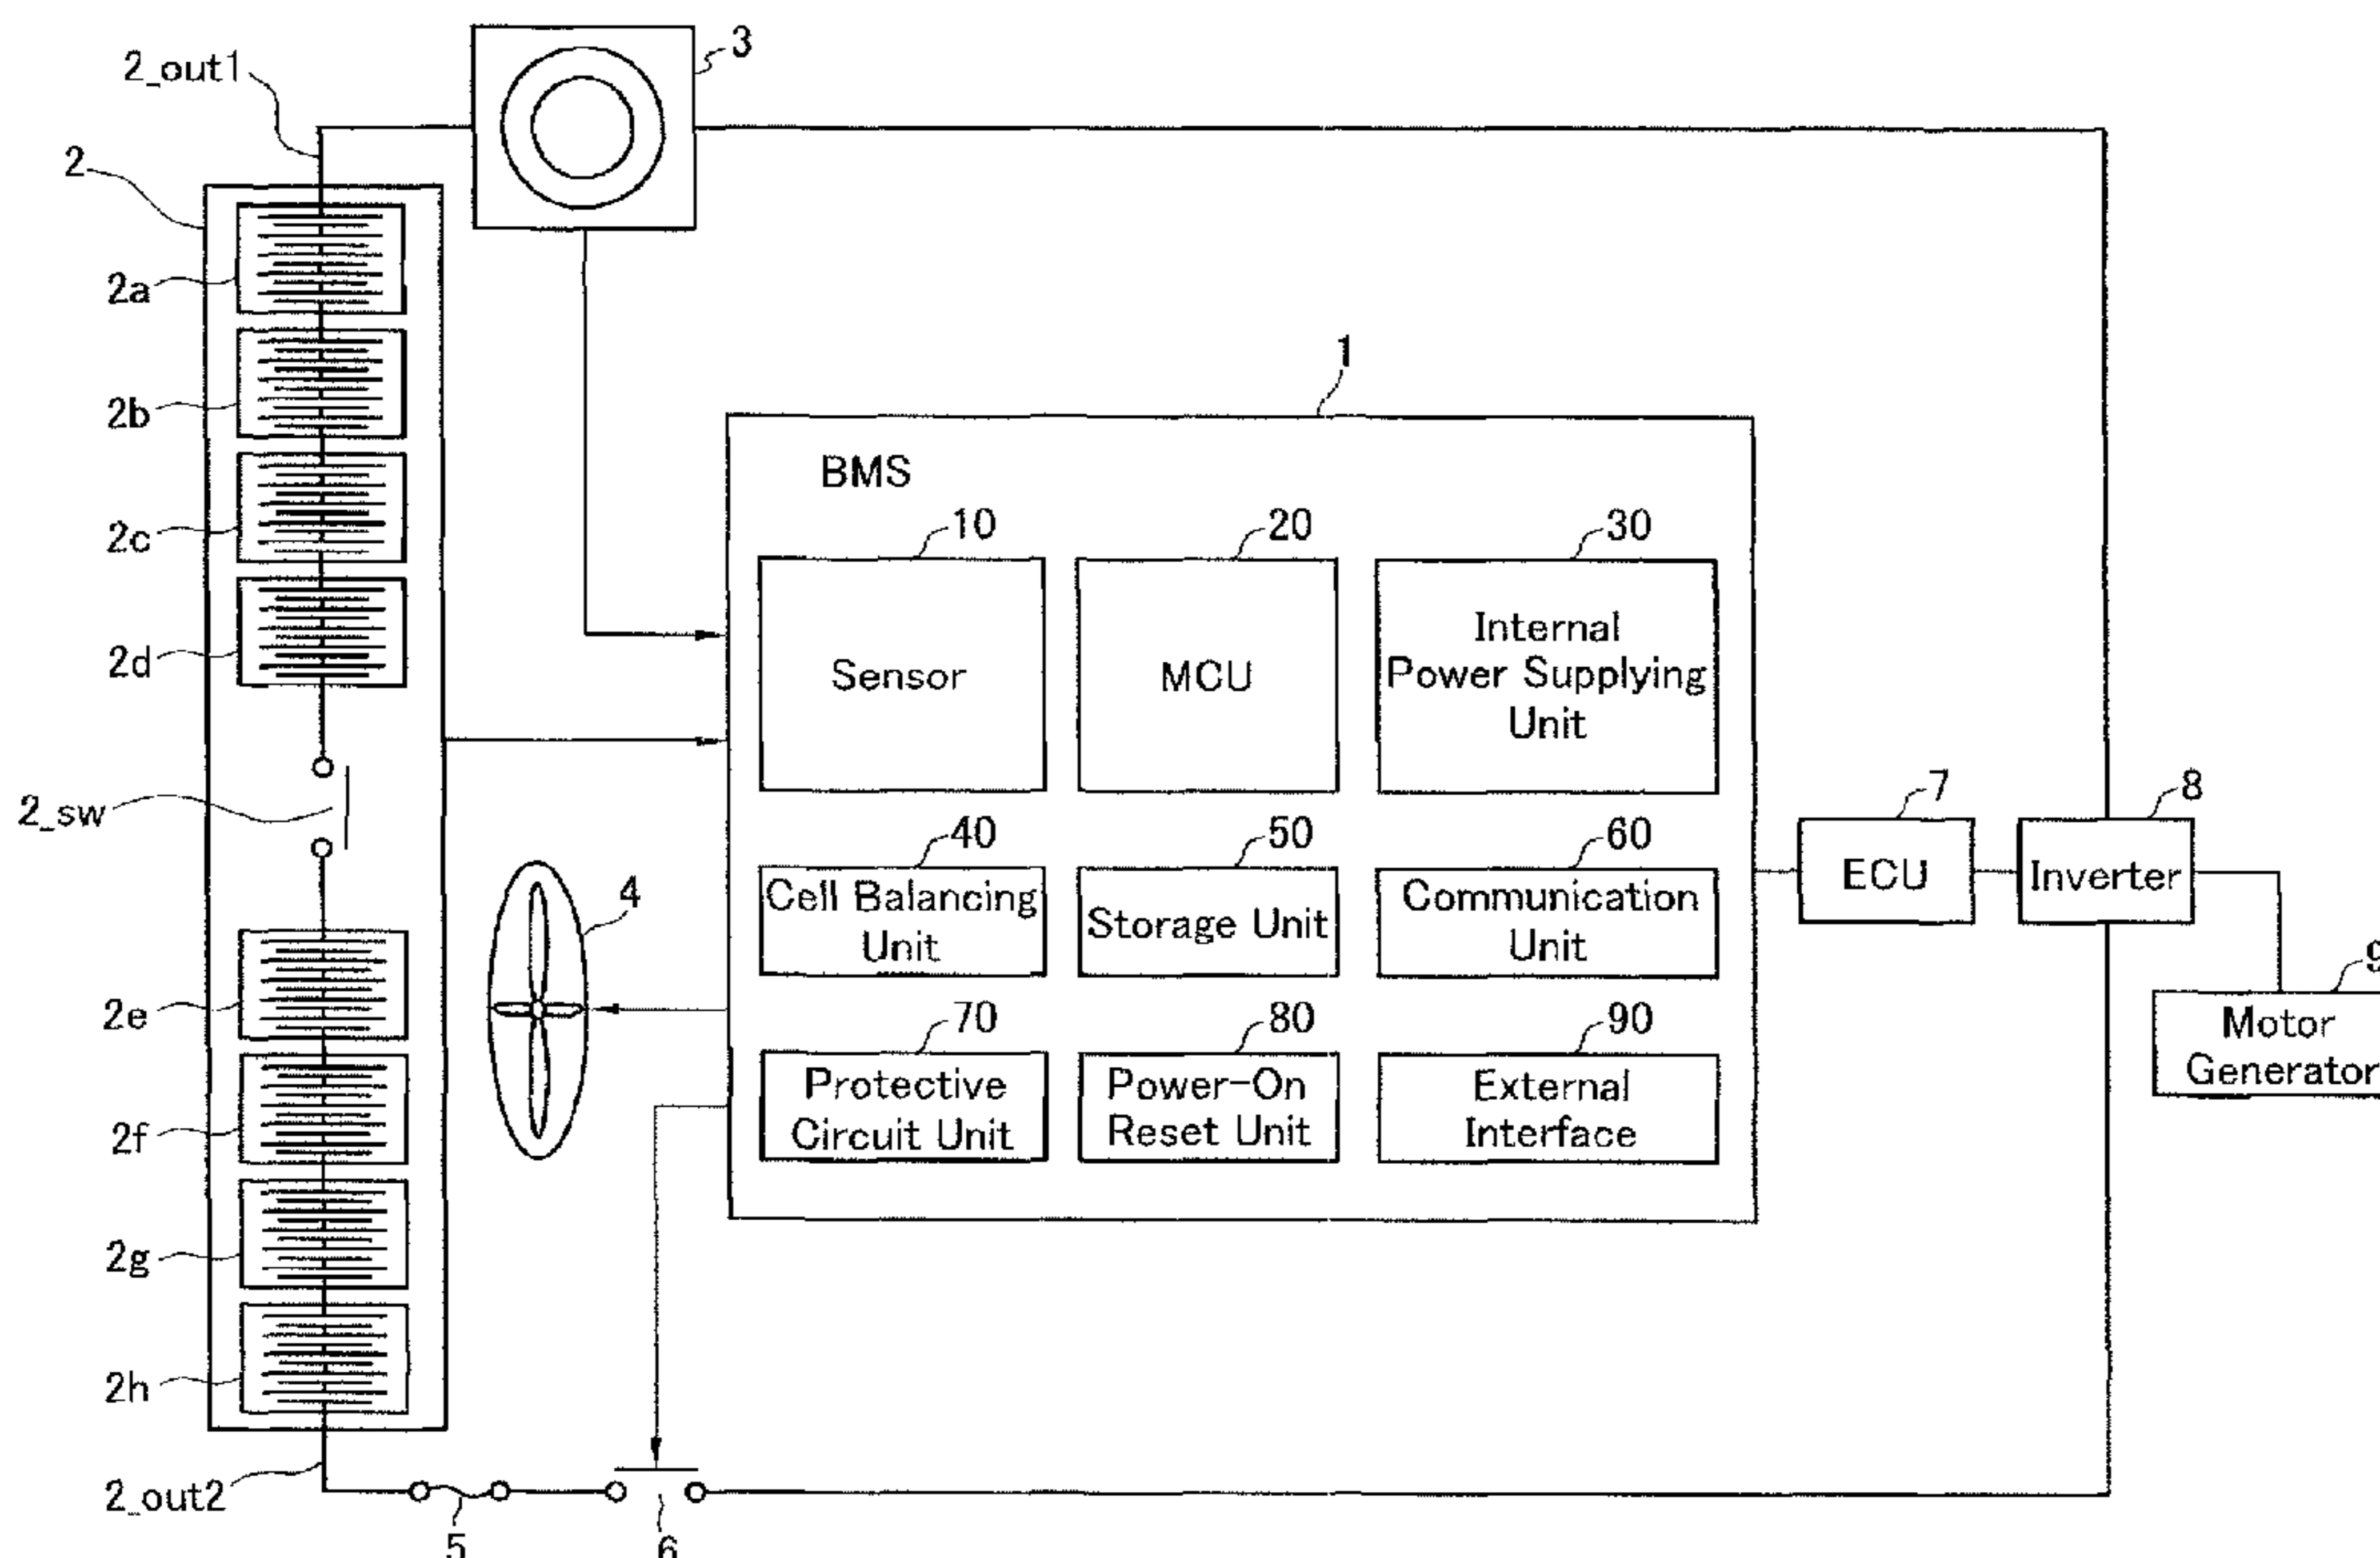 2_out1
3
2
2a
2b
2c
2d
2_sw
2e
2f
2g
2h
2_out2
5
6
4
1
BMS
10
20
30
Sensor
MCU
Internal
Power Supplying
Unit
40
50
60
Cell Balancing
Unit
Storage Unit
Communication
Unit
70
80
90
Protective
Circuit Unit
Power-On
Reset Unit
External
Interface
7
ECU
8
Inverter
9
Motor
Generator